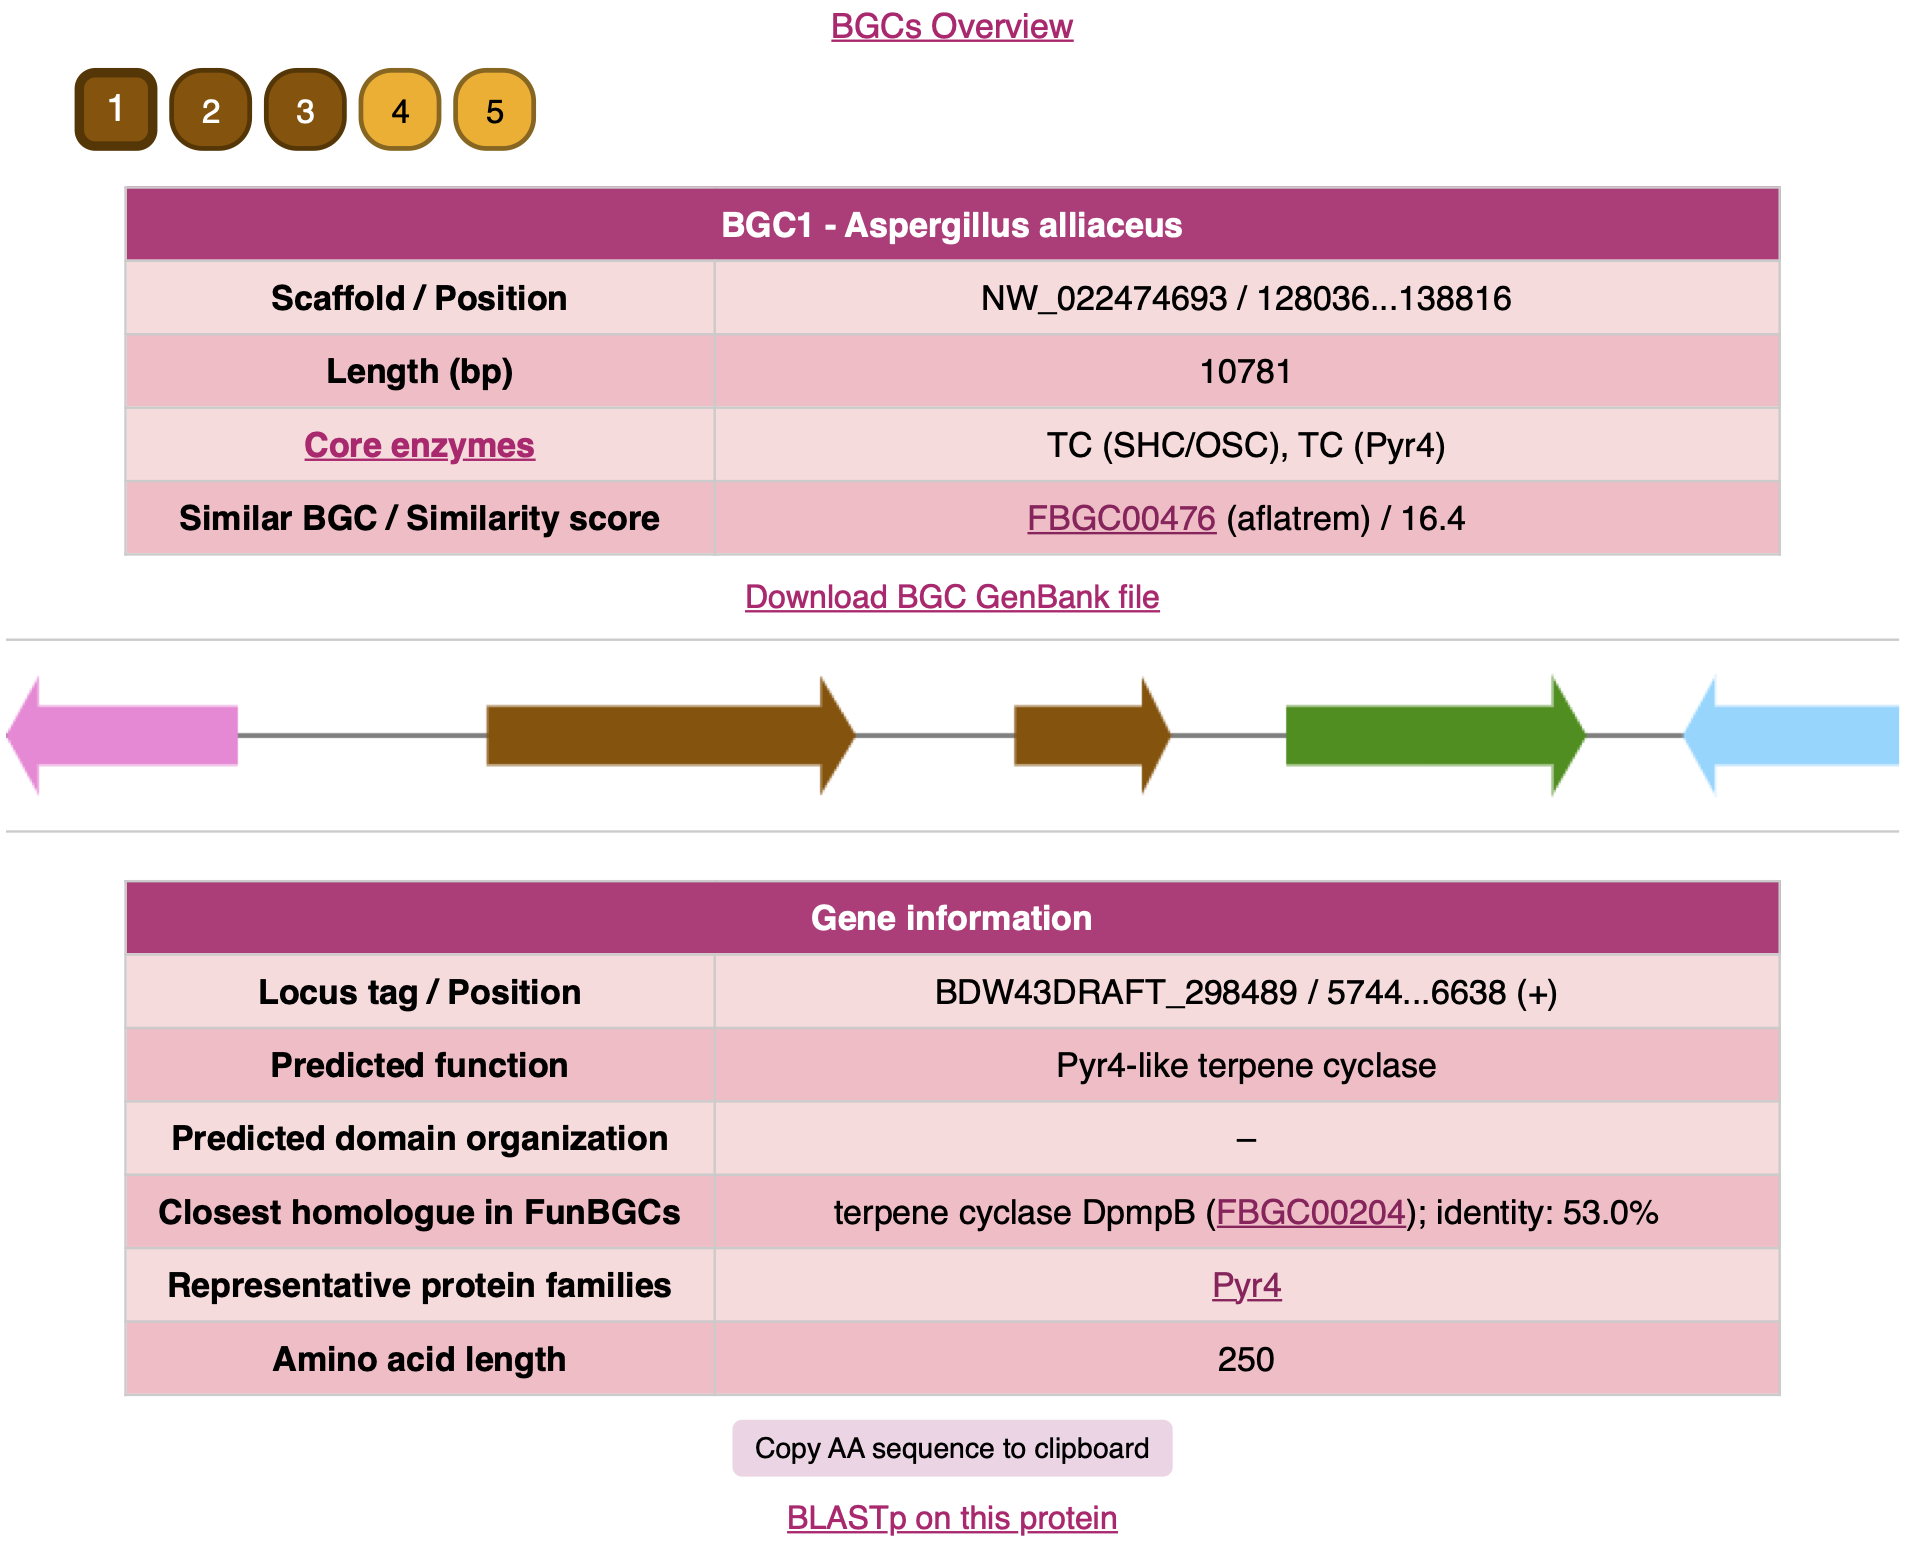 BGCs Overview
1 2 3 4 5
BGC1 - Aspergillus alliaceus
Scaffold / Position NW_022474693 / 128036...138816
Length (bp) 10781
Core enzymes TC (SHC/OSC), TC (Pyr4)
Similar BGC / Similarity score FBGC00476 (aflatrem) / 16.4
Download BGC GenBank file
Gene information
Locus tag / Position BDW43DRAFT_298489 / 5744...6638 (+)
Predicted function Pyr4-like terpene cyclase
Predicted domain organization –
Closest homologue in FunBGCs terpene cyclase DpmpB (FBGC00204); identity: 53.0%
Representative protein families Pyr4
Amino acid length 250
Copy AA sequence to clipboard
BLASTp on this protein